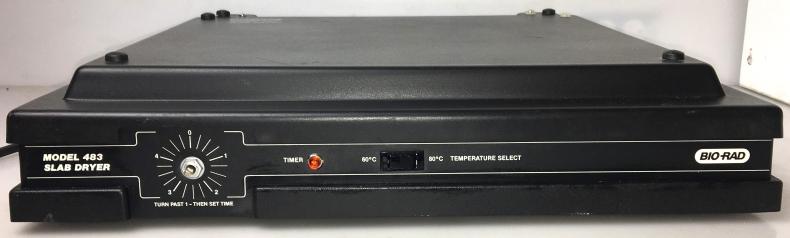 MODEL 483
SLAB DRYER
0
4 1
3 2
TURN PAST 1 - THEN SET TIME
TIMER
60°C 80°C TEMPERATURE SELECT
BIO-RAD